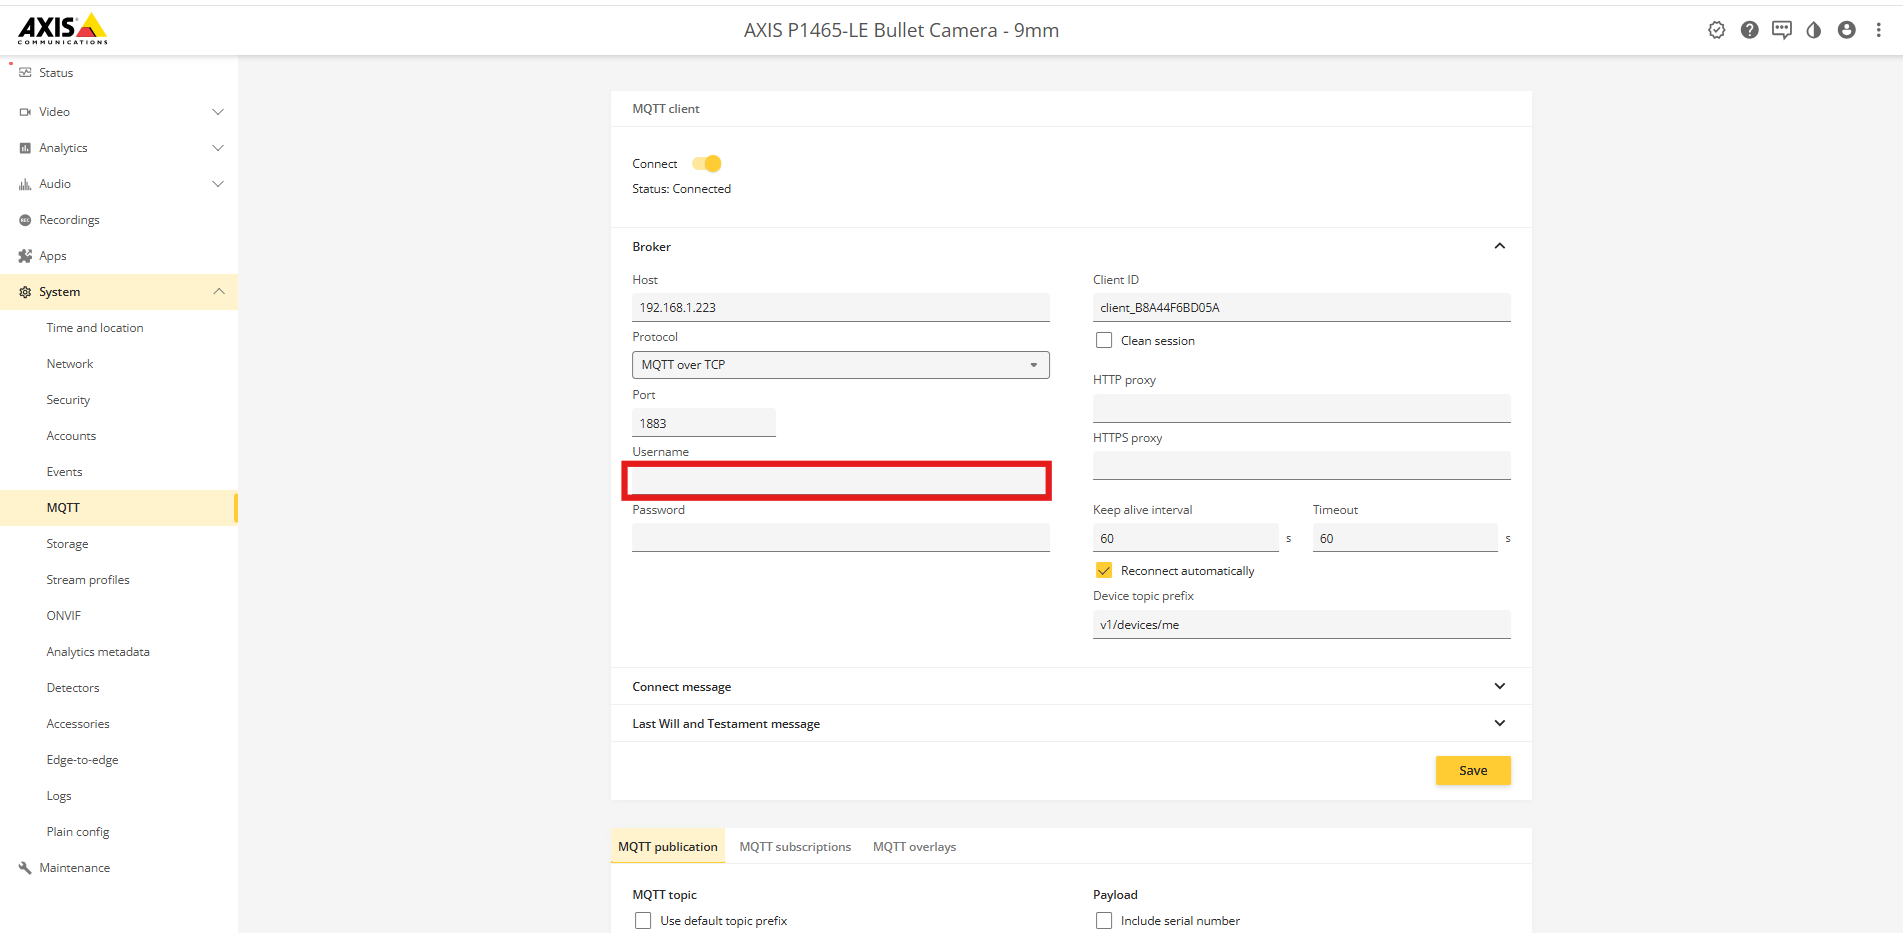 AXIS
COMMUNICATIONS
AXIS P1465-LE Bullet Camera - 9mm
Status
Video
Analytics
Audio
Recordings
Apps
System
Time and location
Network
Security
Accounts
Events
MQTT
Storage
Stream profiles
ONVIF
Analytics metadata
Detectors
Accessories
Edge-to-edge
Logs
Plain config
Maintenance
MQTT client
Connect
Status: Connected
Broker
Host
192.168.1.223
Protocol
MQTT over TCP
Port
1883
Username
Password
Client ID
client_B8A44F6BD05A
Clean session
HTTP proxy
HTTPS proxy
Keep alive interval
60 s
Timeout
60 s
Reconnect automatically
Device topic prefix
v1/devices/me
Connect message
Last Will and Testament message
Save
MQTT publication MQTT subscriptions MQTT overlays
MQTT topic
Use default topic prefix
Payload
Include serial number